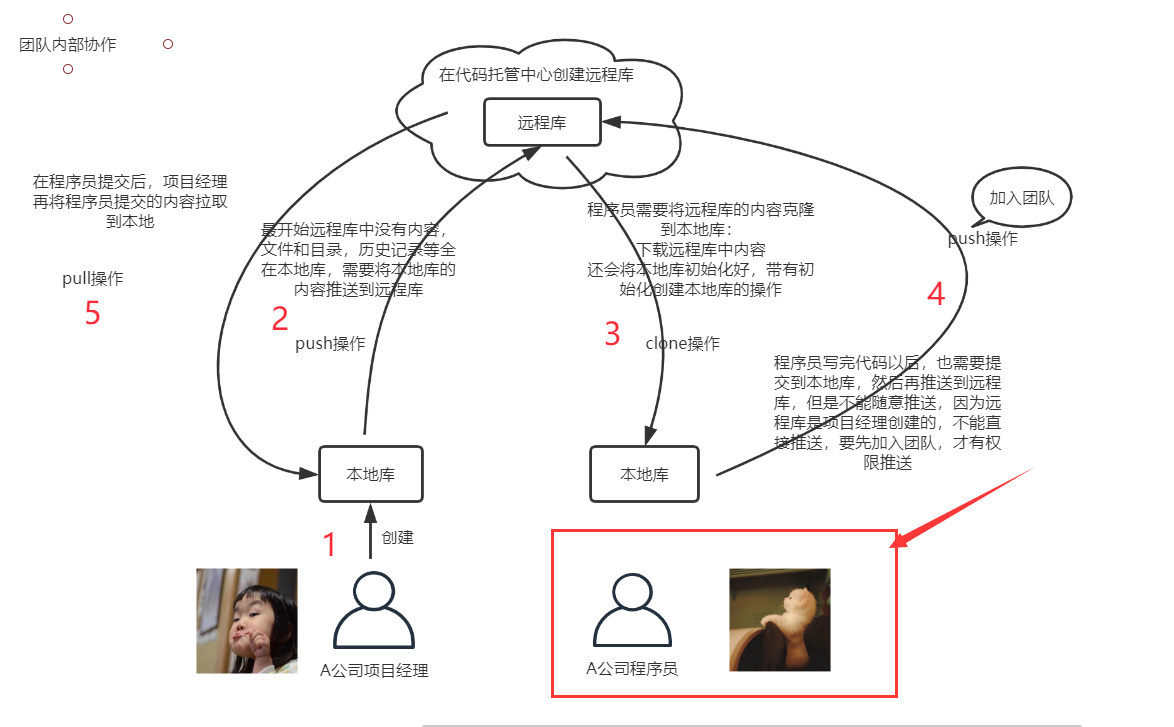 团队内部协作
在代码托管中心创建远程库
远程库
在程序员提交后，项目经理
再将程序员提交的内容拉取
到本地
pull操作
5
最开始远程库中没有内容，
文件和目录，历史记录等全
在本地库，需要将本地库的
内容推送到远程库
2
push操作
程序员需要将远程库的内容克隆
到本地库：
下载远程库中内容
还会将本地库初始化好，带有初
始化创建本地库的操作
3
clone操作
加入团队
push操作
4
程序员写完代码以后，也需要提
交到本地库，然后再推送到远程
库，但是不能随意推送，因为远
程库是项目经理创建的，不能直
接推送，要先加入团队，才有权
限推送
本地库
本地库
1
创建
A公司项目经理
A公司程序员